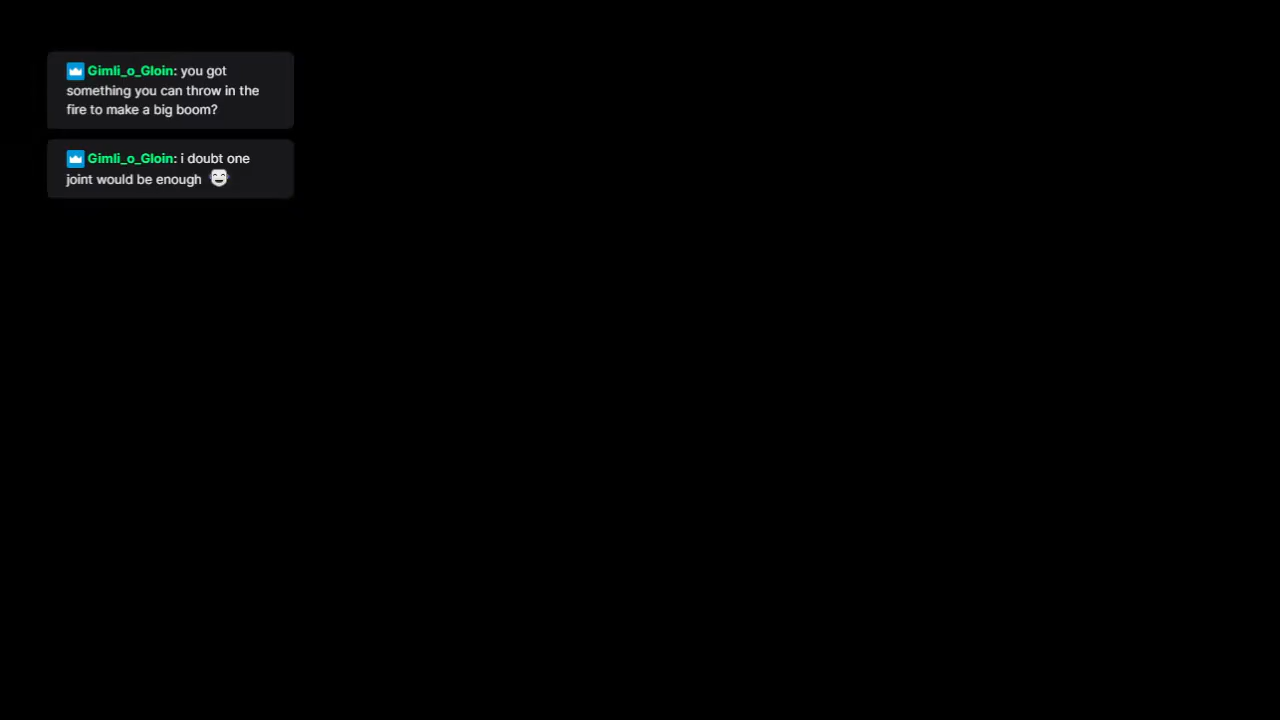 Gimli_o_Gloin: you got
something you can throw in the
fire to make a big boom?
Gimli_o_Gloin: i doubt one
joint would be enough